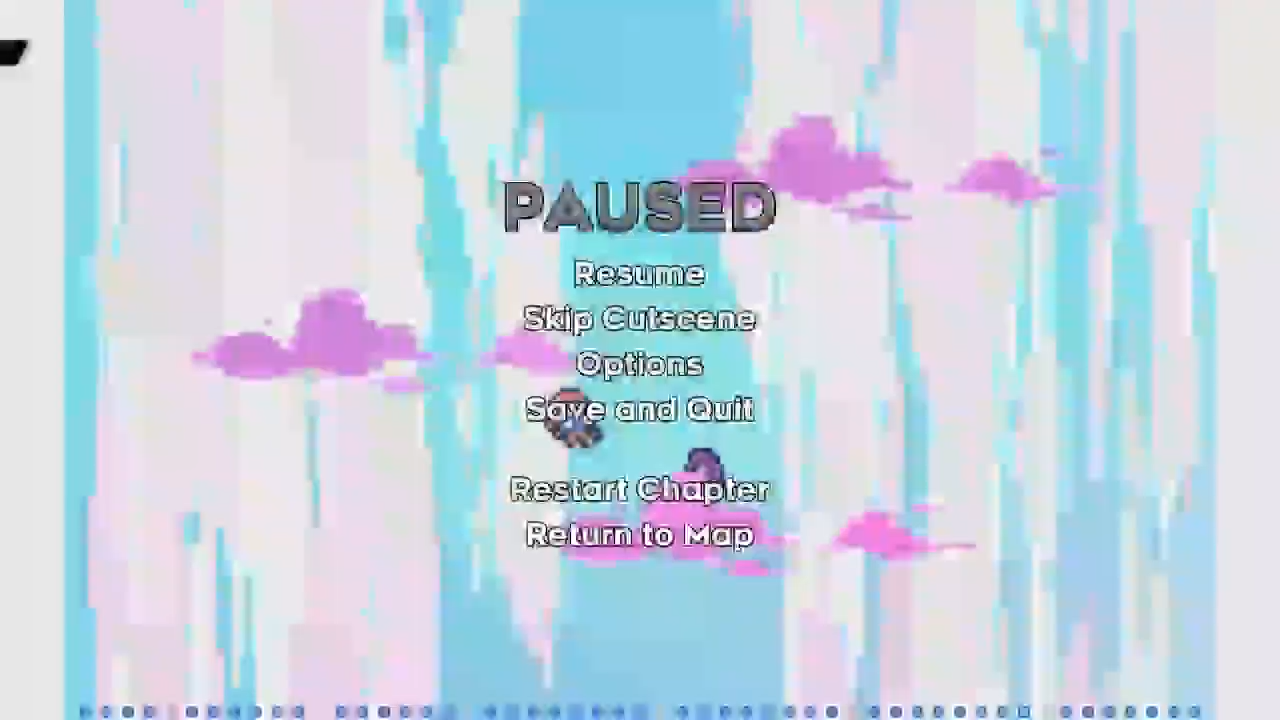 PAUSED
Resume
Skip Cutscene
Options
Save and Quit
Restart Chapter
Return to Map